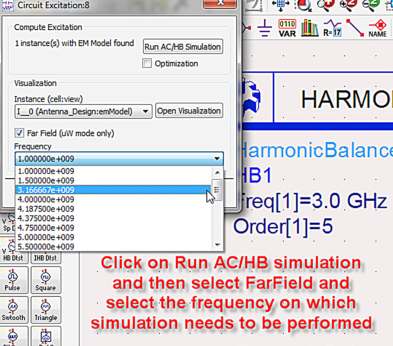 Circuit Excitation:8
Compute Excitation
1 instance(s) with EM Model found
Run AC/HB Simulation
Optimization
Visualization
Instance (cell:view)
I__0 (Antenna_Design:emModel)
Open Visualization
Far Field (uW mode only)
Frequency
1.000000e+009
1.000000e+009
1.500000e+009
3.166667e+009
4.000000e+009
4.187500e+009
4.375000e+009
4.750000e+009
5.000000e+009
5.500000e+009
VAR
R=17
NAME
HARMON
HarmonicBalance
HB1
Freq[1]=3.0 GHz
Order[1]=5
HB Dlst
IHB Dlst
Pulse
Square
Swtooth
Triangle
Click on Run AC/HB simulation
and then select FarField and
select the frequency on which
simulation needs to be performed